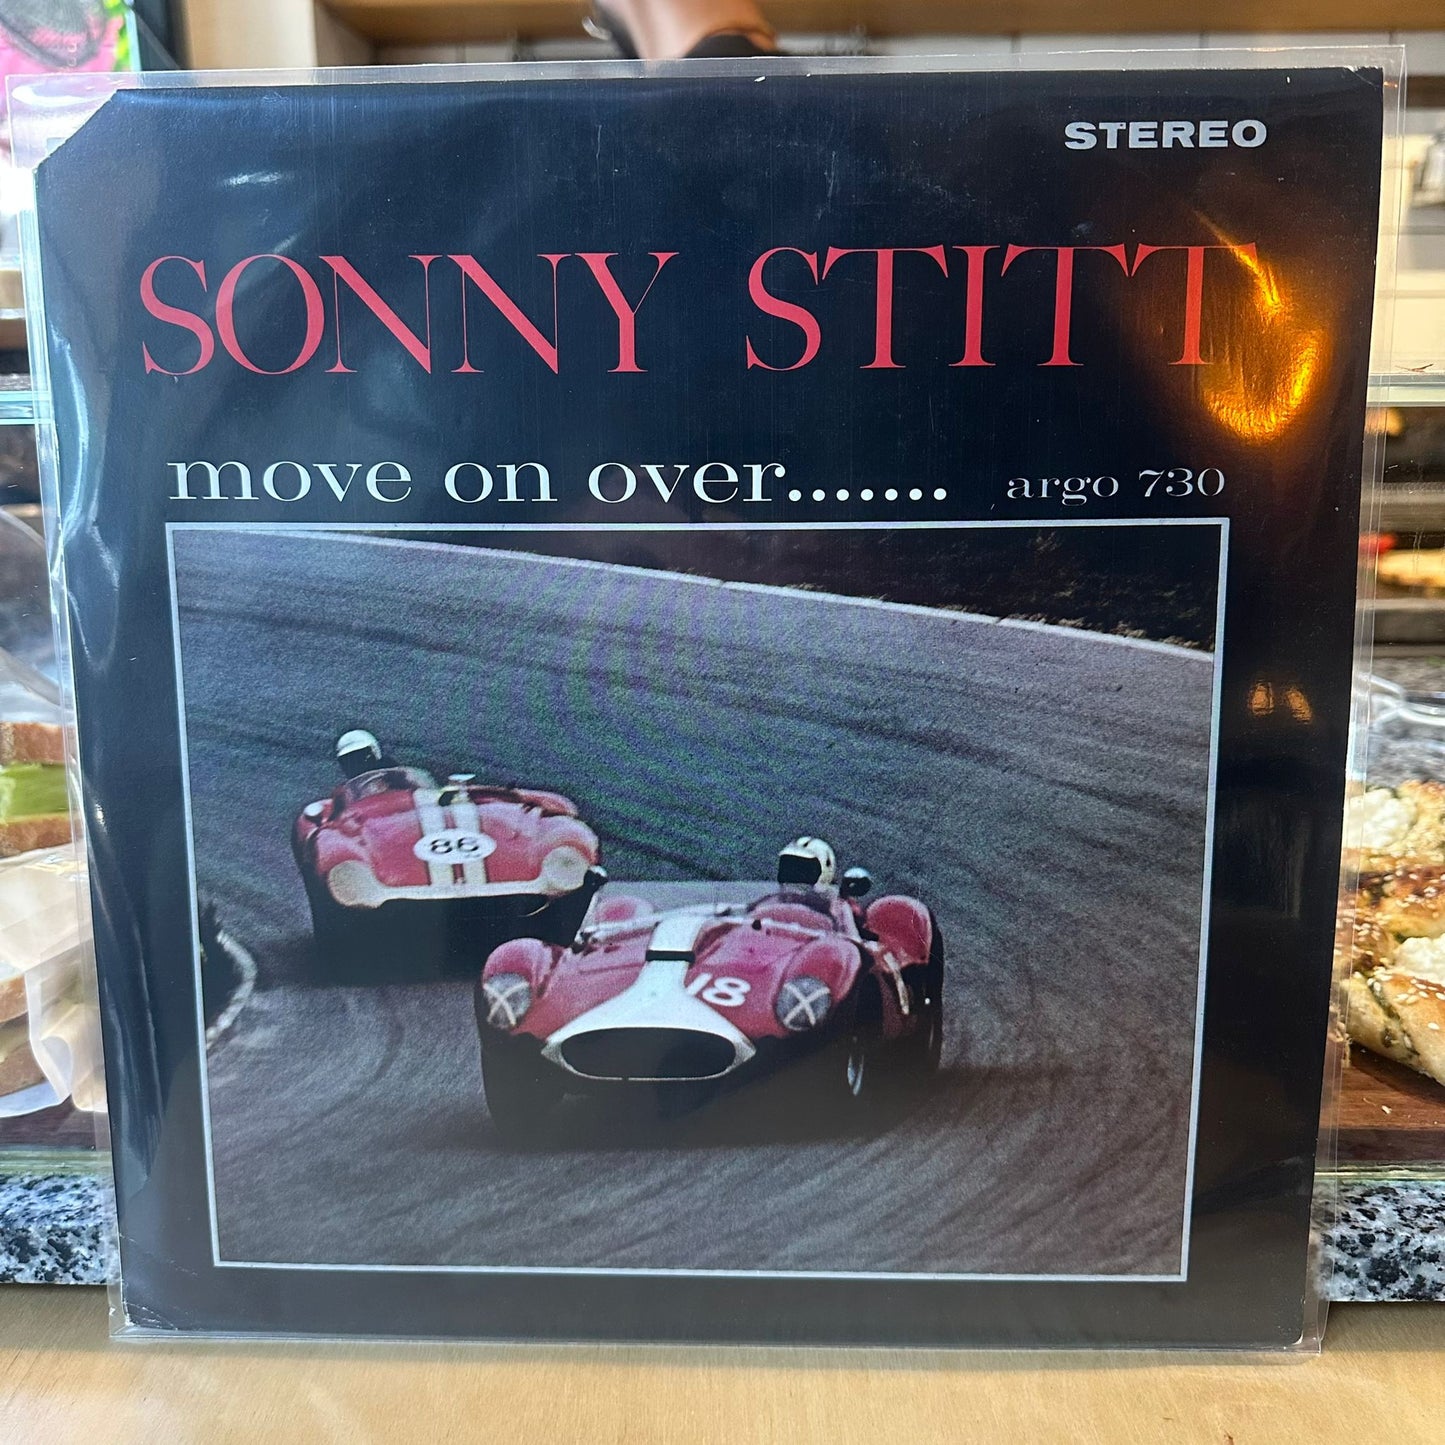 STEREO
SONNY STITT
move on over....... argo 730
86
18